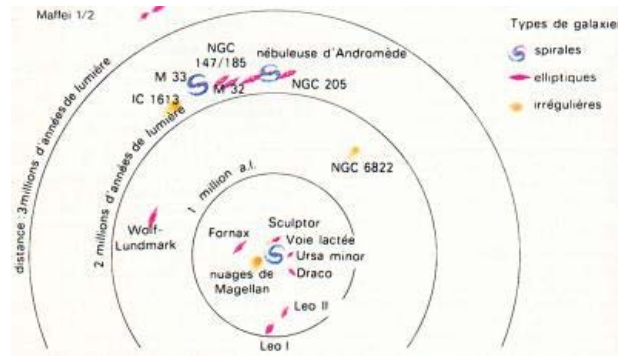 Maffei 1/2
Types de galaxie
spirales
elliptiques
irrégulières
NGC
147/185
nébuleuse d'Andromède
M 33
M 32
NGC 205
IC 1613
distance : 3 millions d'années de lumière
2 millions d'années de lumière
1 million a.l.
NGC 6822
Wolf-
Lundmark
Fornax
Sculptor
Voie lactée
Ursa minor
Draco
nuages de
Magellan
Leo II
Leo I